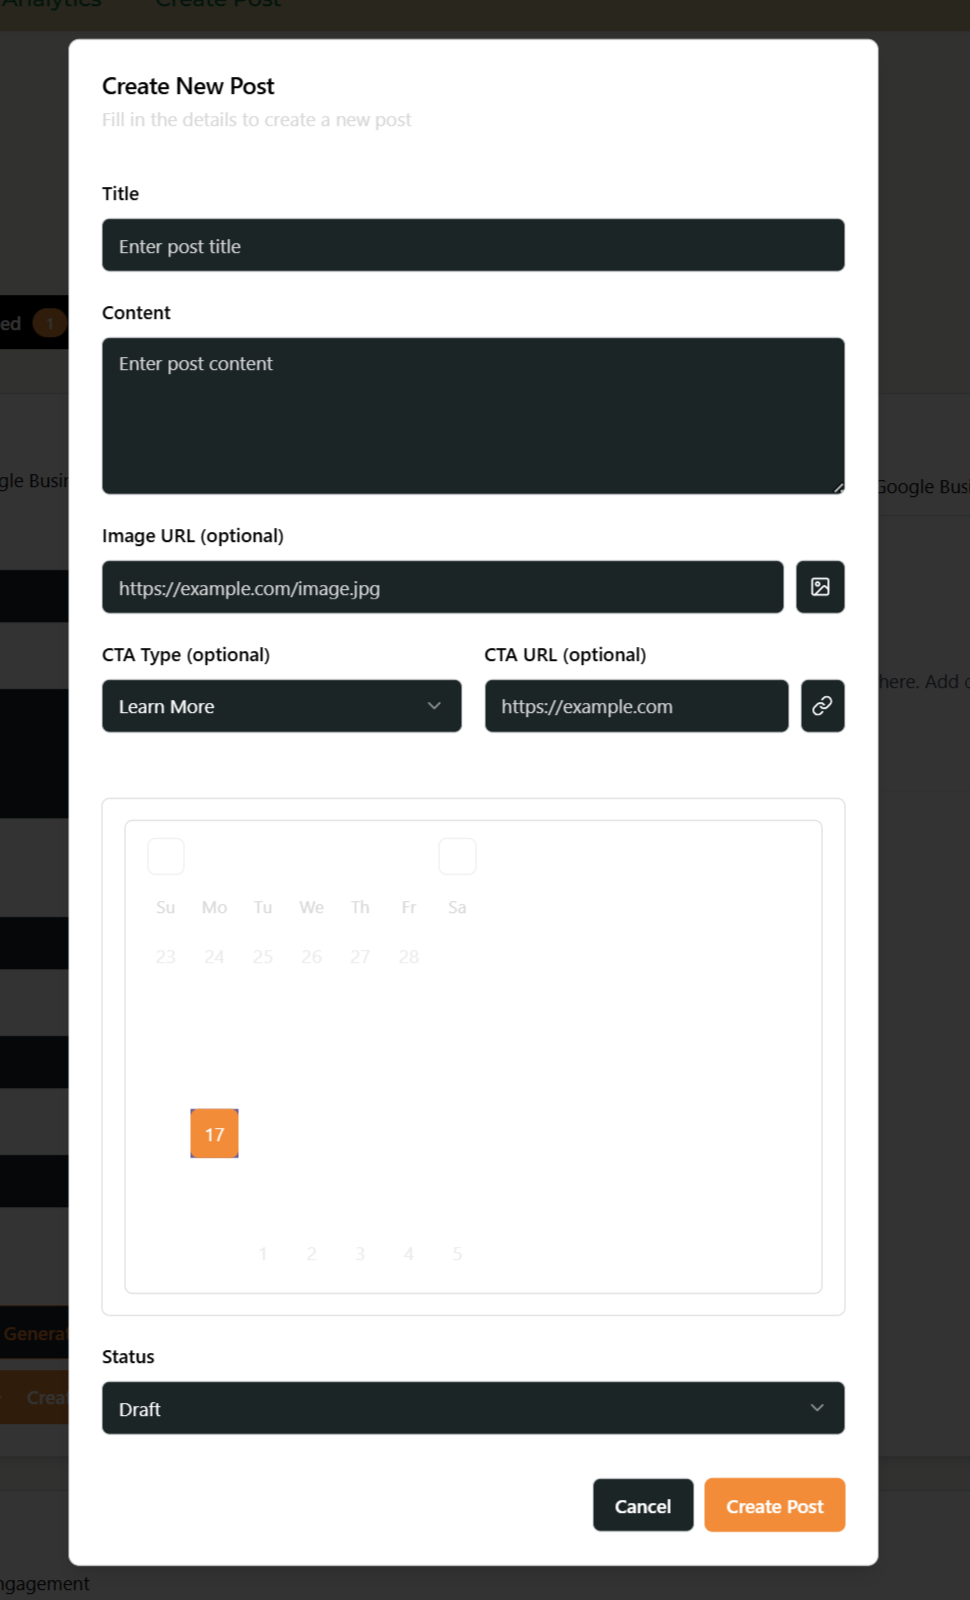 Analytics Create Post
Create New Post
Fill in the details to create a new post
Title
Enter post title
ed 1
Content
Enter post content
gle Busin
Google Busi
Image URL (optional)
https://example.com/image.jpg
CTA Type (optional) CTA URL (optional)
here. Add
Learn More https://example.com
Su Mo Tu We Th Fr Sa
23 24 25 26 27 28
17
1 2 3 4 5
Generat
Status
Creat
Draft
Cancel Create Post
ngagement